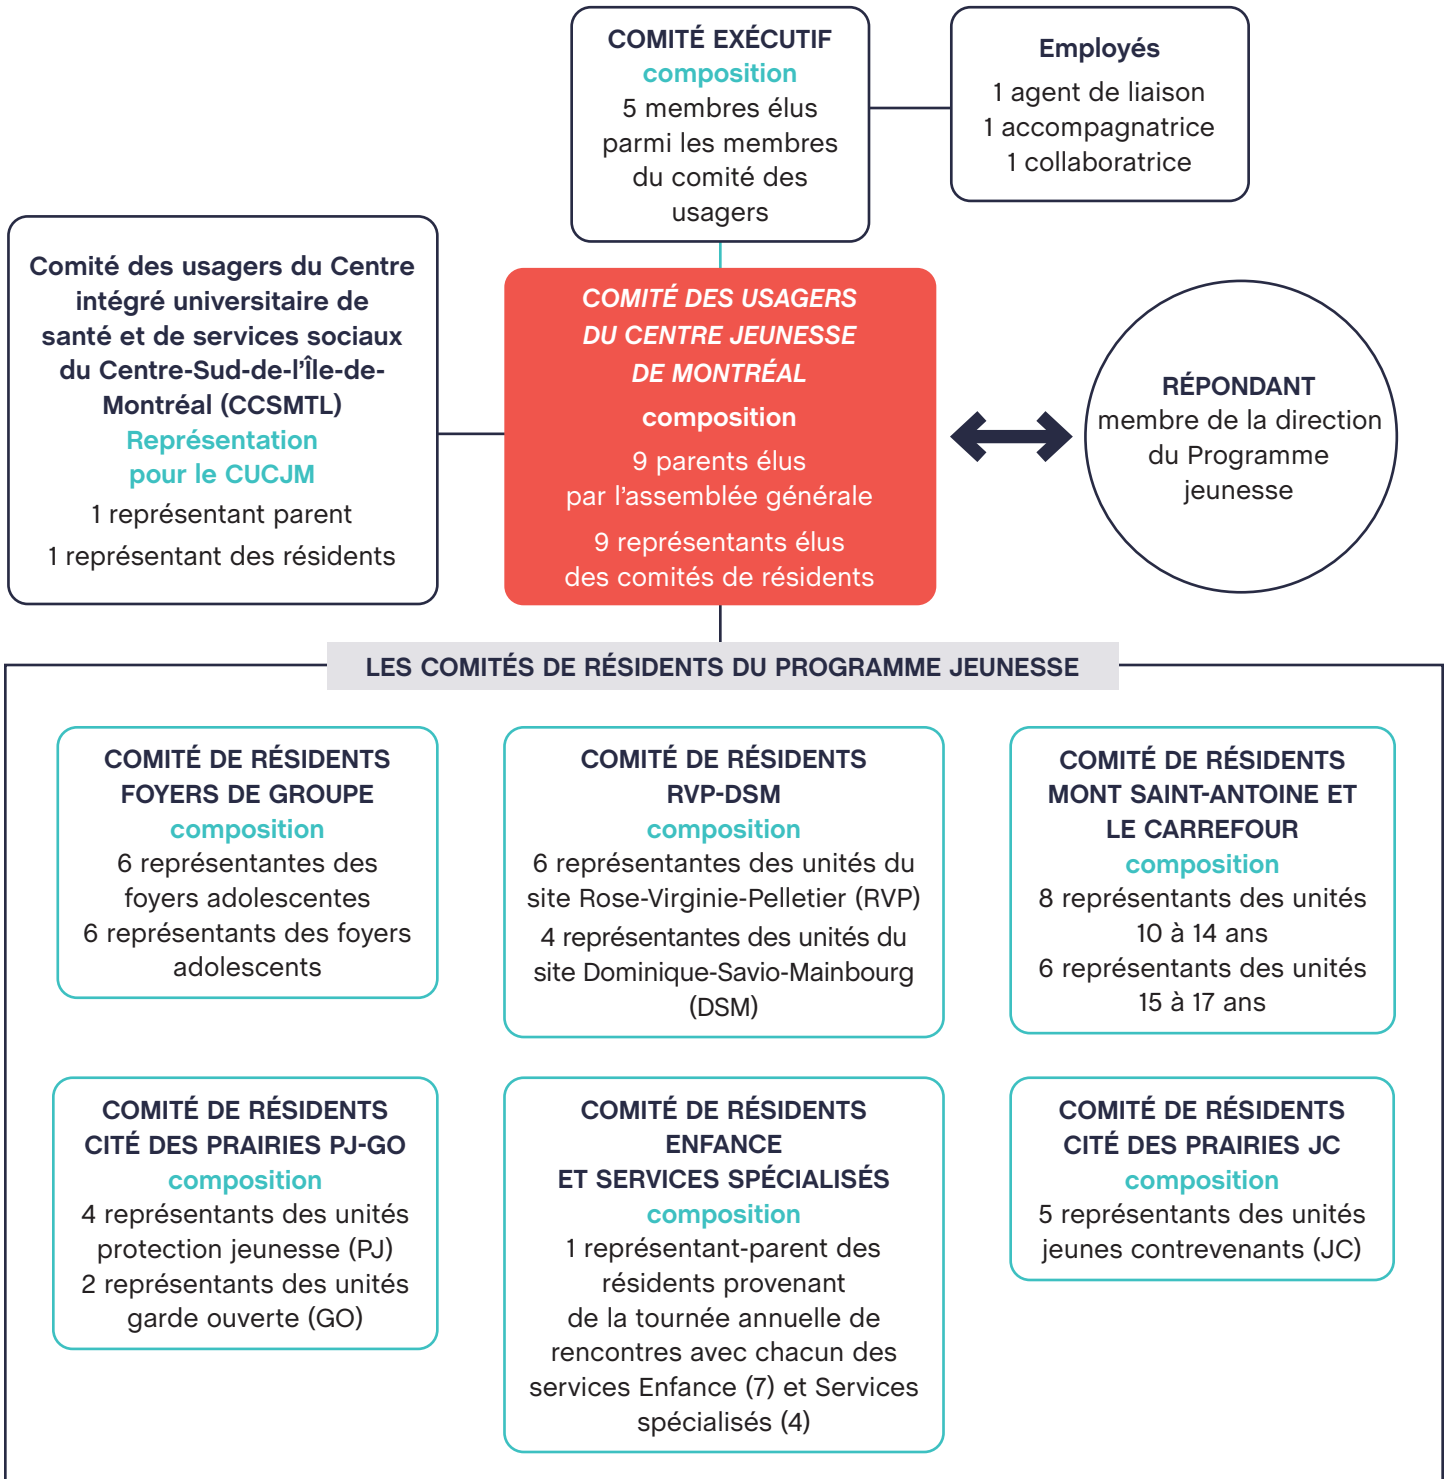 COMITÉ EXÉCUTIF
composition
5 membres élus
parmi les membres
du comité des
usagers
Employés
1 agent de liaison
1 accompagnatrice
1 collaboratrice
Comité des usagers du Centre
intégré universitaire de
santé et de services sociaux
du Centre-Sud-de-l'Île-de-
Montréal (CCSMTL)
Représentation
pour le CUCJM
1 représentant parent
1 représentant des résidents
COMITÉ DES USAGERS
DU CENTRE JEUNESSE
DE MONTRÉAL
composition
9 parents élus
par l'assemblée générale
9 représentants élus
des comités de résidents
RÉPONDANT
membre de la direction
du Programme
jeunesse
LES COMITÉS DE RÉSIDENTS DU PROGRAMME JEUNESSE
COMITÉ DE RÉSIDENTS
FOYERS DE GROUPE
composition
6 représentantes des
foyers adolescentes
6 représentants des foyers
adolescents
COMITÉ DE RÉSIDENTS
RVP-DSM
composition
6 représentantes des unités du
site Rose-Virginie-Pelletier (RVP)
4 représentantes des unités du
site Dominique-Savio-Mainbourg
(DSM)
COMITÉ DE RÉSIDENTS
MONT SAINT-ANTOINE ET
LE CARREFOUR
composition
8 représentants des unités
10 à 14 ans
6 représentants des unités
15 à 17 ans
COMITÉ DE RÉSIDENTS
CITÉ DES PRAIRIES PJ-GO
composition
4 représentants des unités
protection jeunesse (PJ)
2 représentants des unités
garde ouverte (GO)
COMITÉ DE RÉSIDENTS
ENFANCE
ET SERVICES SPÉCIALISÉS
composition
1 représentant-parent des
résidents provenant
de la tournée annuelle de
rencontres avec chacun des
services Enfance (7) et Services
spécialisés (4)
COMITÉ DE RÉSIDENTS
CITÉ DES PRAIRIES JC
composition
5 représentants des unités
jeunes contrevenants (JC)